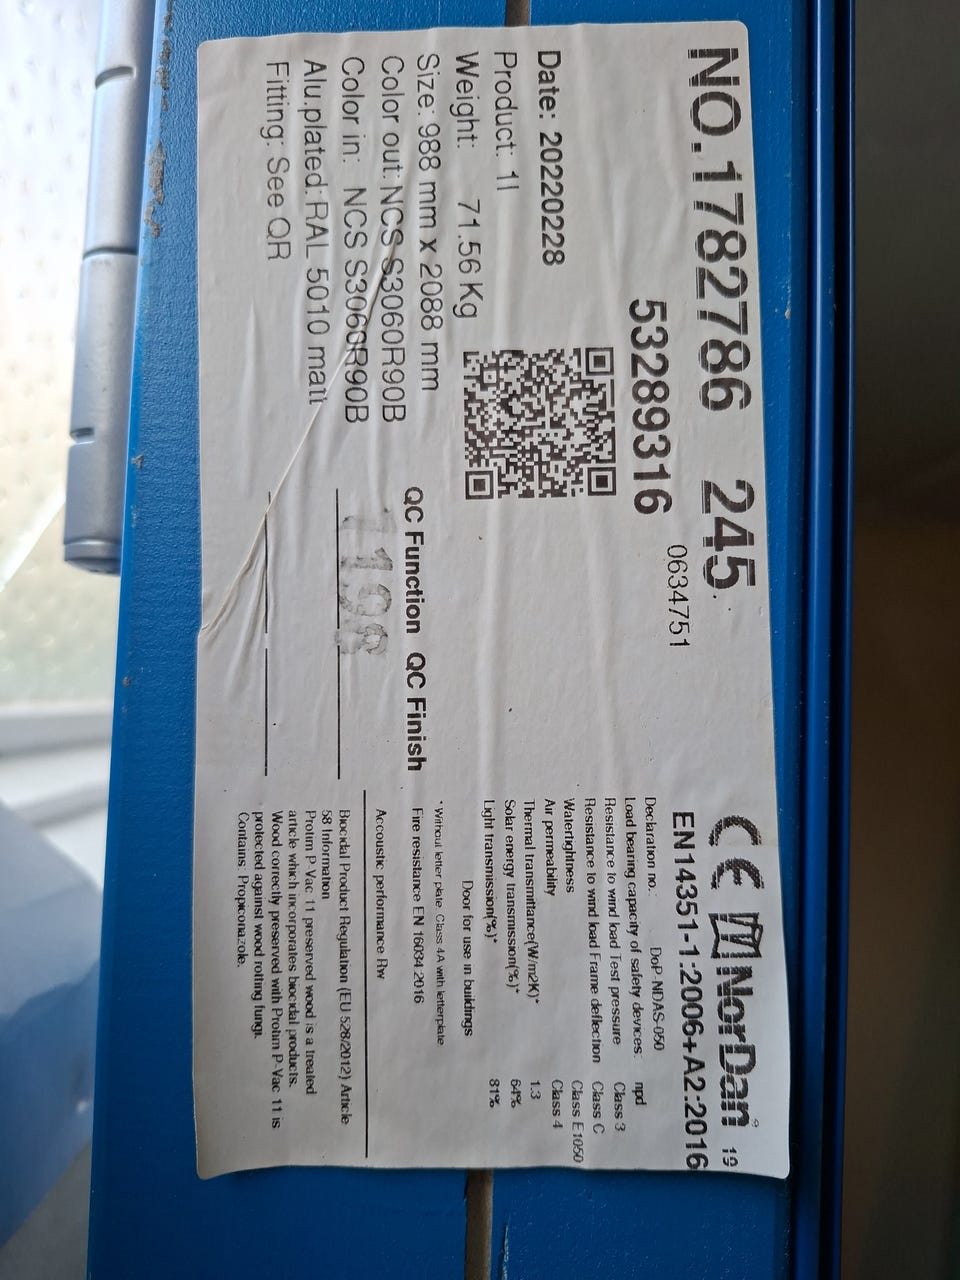 NO.1782786 245
53289316 0634751
Date: 20220228
Product: 1I
Weight: 71.56 Kg
Size: 988 mm x 2088 mm
Color out: NCS S3060R90B
Color in: NCS S3060R90B
Alu.plated: RAL 5010 matt
Fitting: See QR
QC Function QC Finish
CE NorDan® 19
EN14351-1:2006+A2:2016
Declaration no.: DoP-NDAS-050
Load bearing capacity of safety devices: npd
Resistance to wind load Test pressure Class 3
Resistance to wind load Frame deflection Class C
Watertightness Class E1050
Air permeability Class 4
Thermal transmittance(W/m2K)* 1.3
Solar energy transmission(%)* 64%
Light transmission(%)* 81%
Door for use in buildings
* Without letter plate, Class 4A with letterplate
Fire resistance EN 16034:2016
Accoustic performance Rw
Biocidal Product Regulation (EU 528/2012) Article
58 Information
Protim P-Vac 11 preserved wood is a treated
article which incorporates biocidal products.
Wood correctly preserved with Protim P-Vac 11 is
protected against wood rotting fungi.
Contains: Propiconazole.